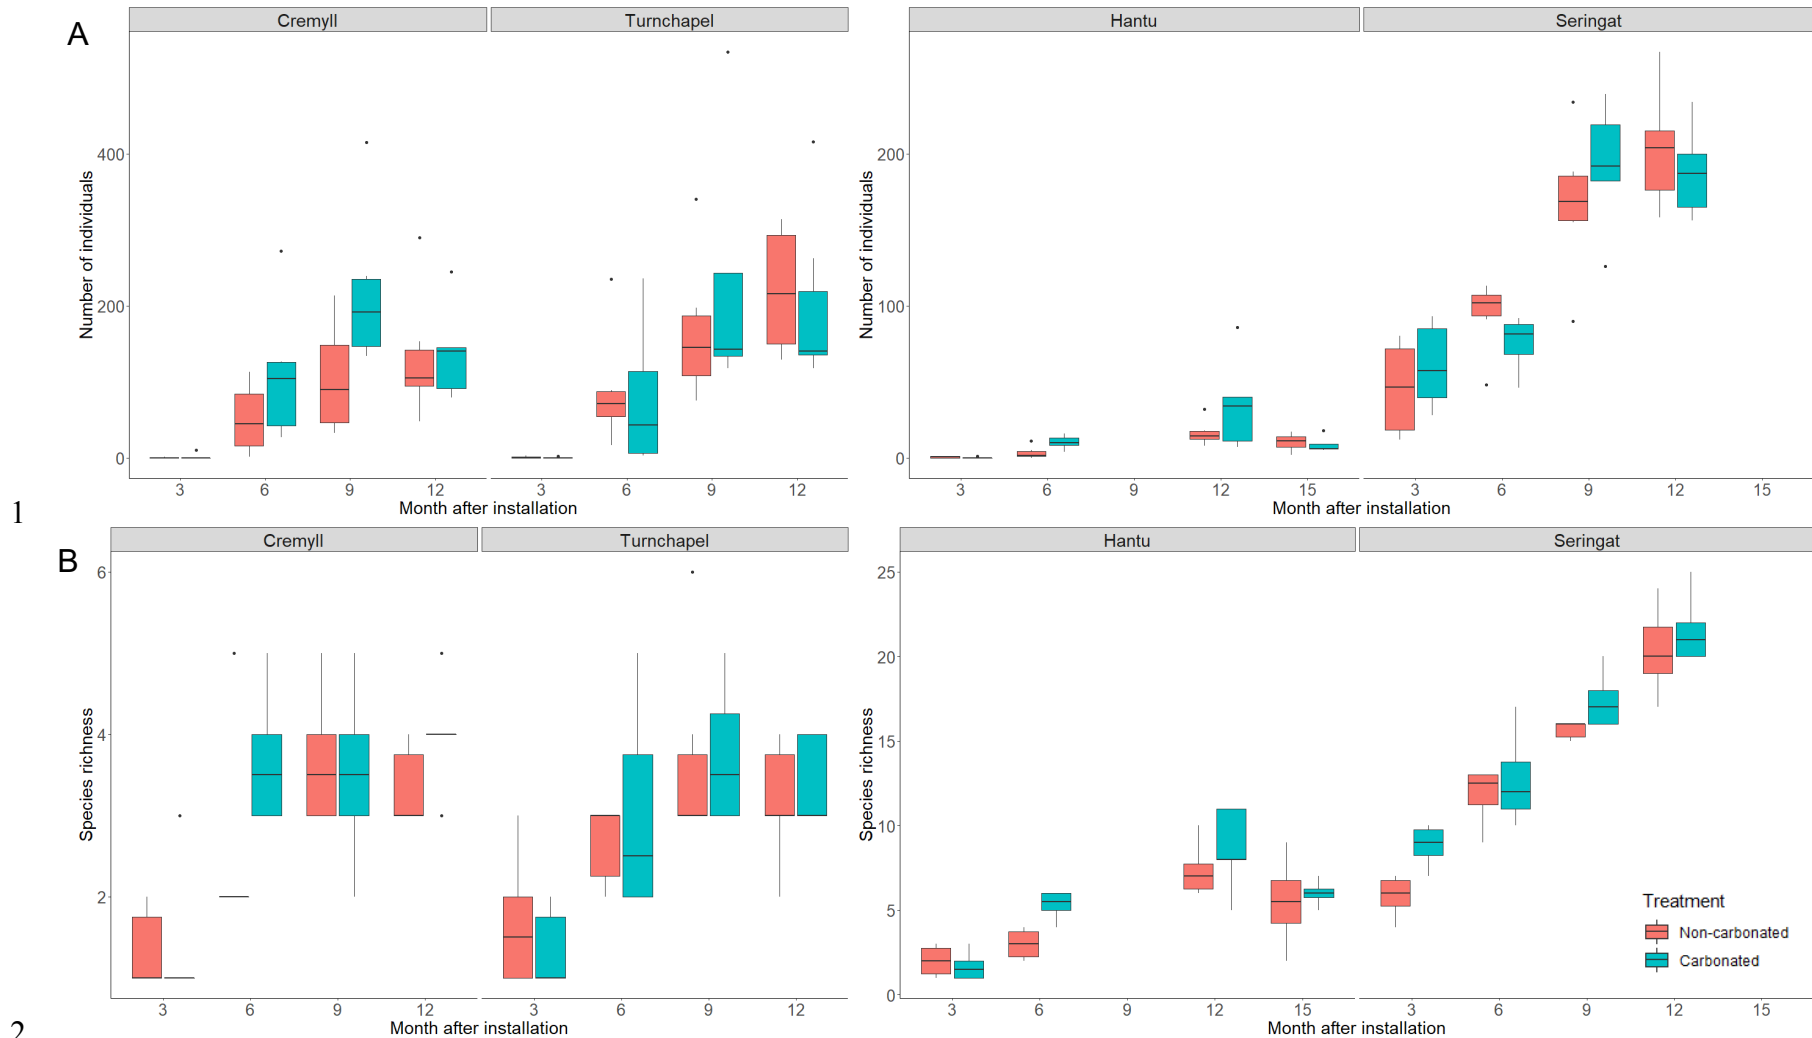 A
Cremyll
Turnchapel
Hantu
Seringat
Number of individuals
400
200
0
3
6
9
12
3
6
9
12
Month after installation
Number of individuals
200
100
0
3
6
9
12
15
3
6
9
12
15
Month after installation
1
B
Cremyll
Turnchapel
Hantu
Seringat
Species richness
6
4
2
3
6
9
12
3
6
9
12
Month after installation
Species richness
25
20
15
10
5
0
3
6
9
12
15
3
6
9
12
15
Month after installation
Treatment
Non-carbonated
Carbonated
2